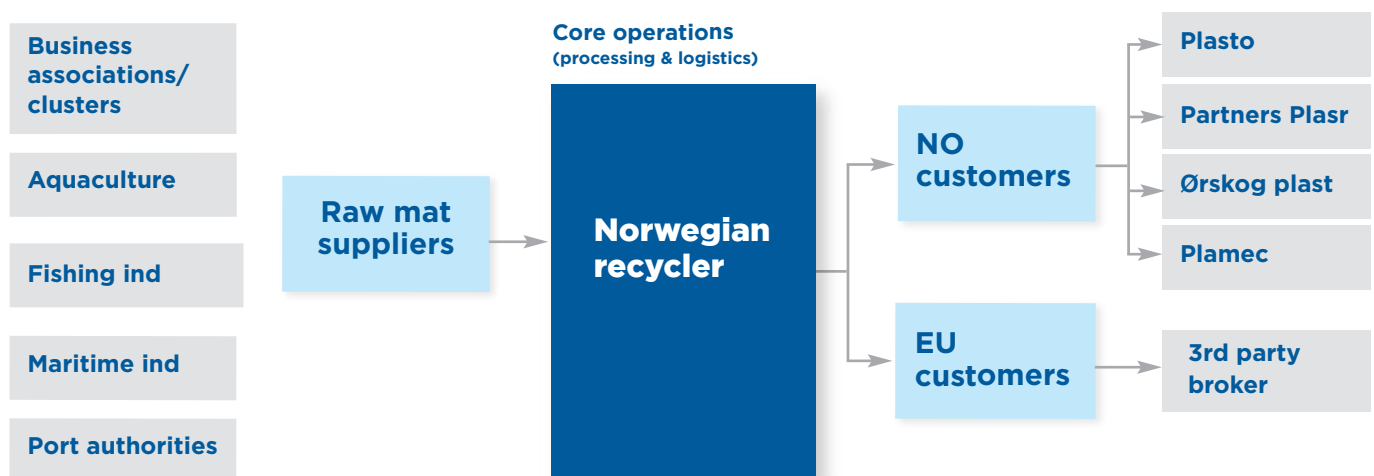 Business
associations/
clusters
Aquaculture
Fishing ind
Maritime ind
Port authorities
Raw mat
suppliers
Core operations
(processing & logistics)
Norwegian
recycler
NO
customers
EU
customers
Plasto
Partners Plasr
Ørskog plast
Plamec
3rd party
broker